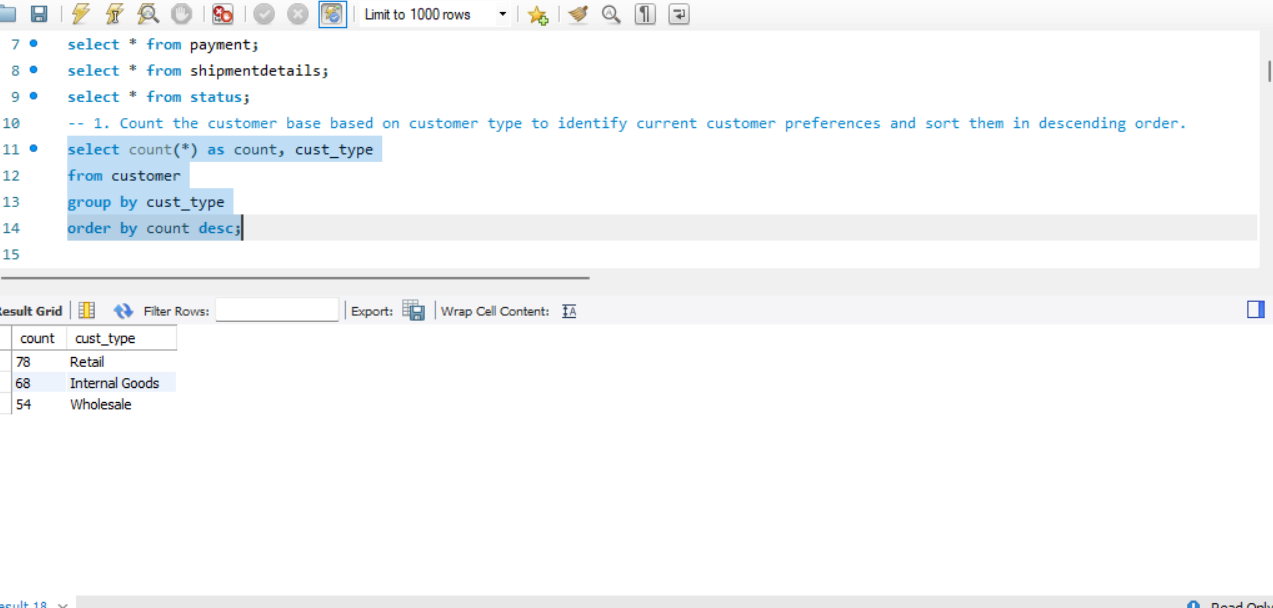 Limit to 1000 rows
7 select * from payment;
8 select * from shipmentdetails;
9 select * from status;
10 -- 1. Count the customer base based on customer type to identify current customer preferences and sort them in descending order.
11 select count(*) as count, cust_type
12 from customer
13 group by cust_type
14 order by count desc;
15
Result Grid Filter Rows: Export: Wrap Cell Content:
count cust_type
78 Retail
68 Internal Goods
54 Wholesale
esult 18 Read Only